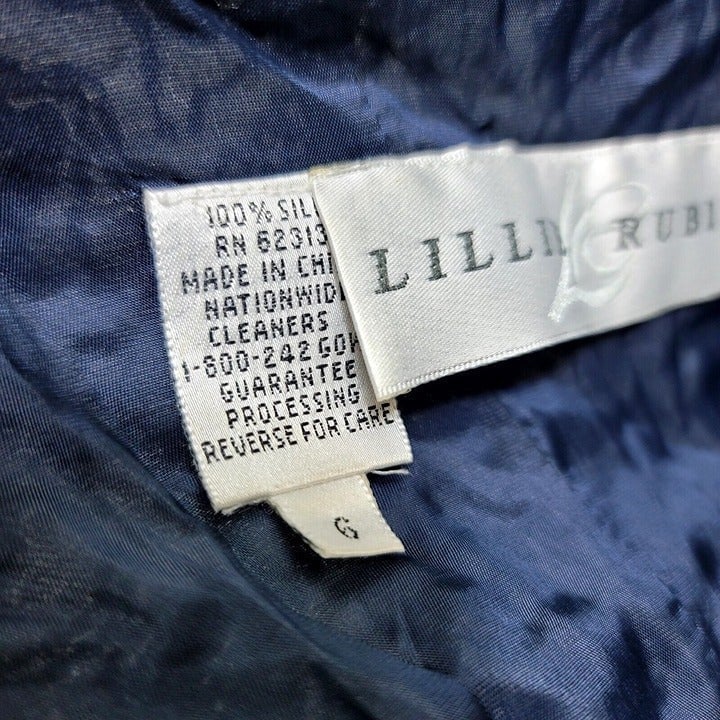 100% SIL
RN 62313
MADE IN CHI
NATIONWID
CLEANERS
1-800-242 GOW
GUARANTEE
PROCESSING
REVERSE FOR CARE
6
LILLI RUBI